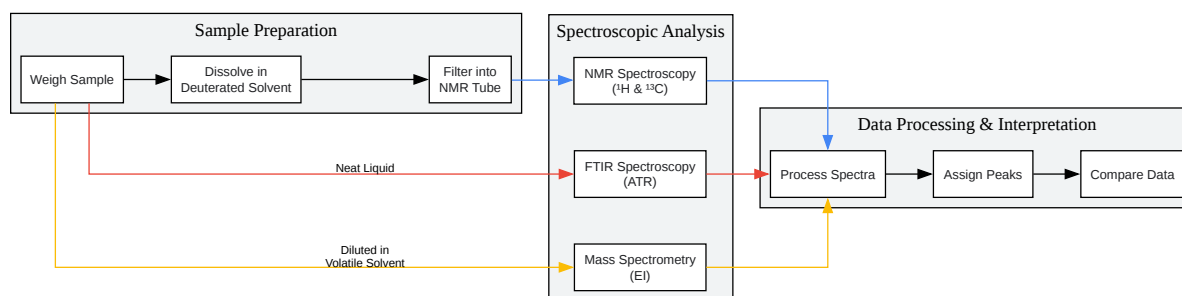 Sample Preparation
Weigh Sample
Dissolve in
Deuterated Solvent
Filter into
NMR Tube
Spectroscopic Analysis
NMR Spectroscopy
(¹H & ¹³C)
Neat Liquid
FTIR Spectroscopy
(ATR)
Diluted in
Volatile Solvent
Mass Spectrometry
(EI)
Data Processing & Interpretation
Process Spectra
Assign Peaks
Compare Data